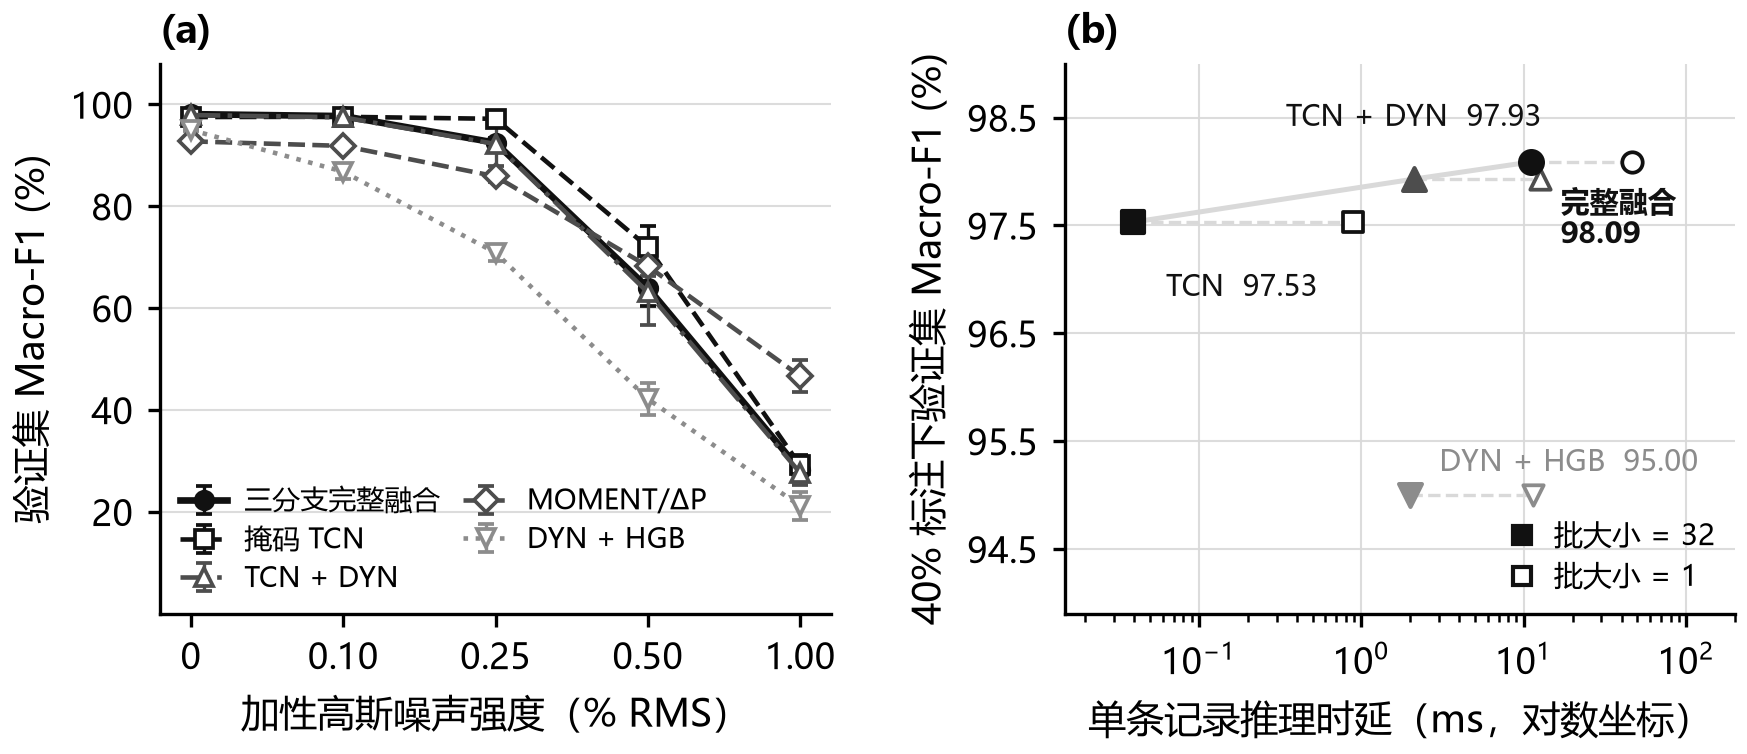 (a)
验证集 Macro-F1 (%)
100
80
60
40
20
三分支完整融合
掩码 TCN
TCN + DYN
MOMENT/ΔP
DYN + HGB
0 0.10 0.25 0.50 1.00
加性高斯噪声强度（% RMS）
(b)
40% 标注下验证集 Macro-F1 (%)
98.5
97.5
96.5
95.5
94.5
TCN + DYN 97.93
完整融合
98.09
TCN 97.53
DYN + HGB 95.00
批大小 = 32
批大小 = 1
10⁻¹ 10⁰ 10¹ 10²
单条记录推理时延（ms，对数坐标）